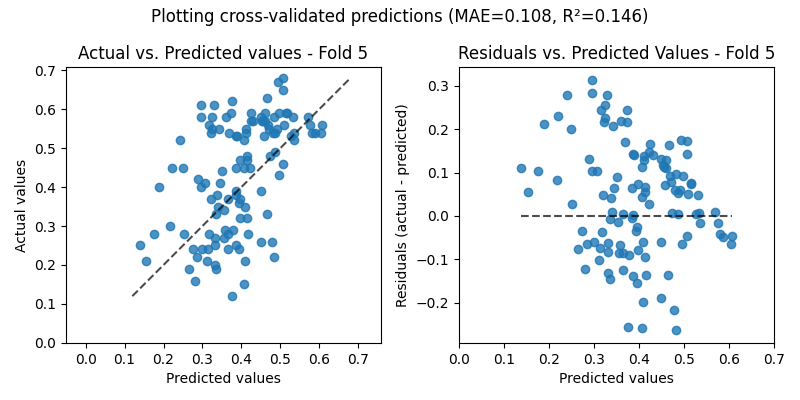 Plotting cross-validated predictions (MAE=0.108, R²=0.146)
Actual vs. Predicted values - Fold 5
Actual values
0.7
0.6
0.5
0.4
0.3
0.2
0.1
0.0
0.0 0.1 0.2 0.3 0.4 0.5 0.6 0.7
Predicted values
Residuals vs. Predicted Values - Fold 5
Residuals (actual - predicted)
0.3
0.2
0.1
0.0
−0.1
−0.2
0.0 0.1 0.2 0.3 0.4 0.5 0.6 0.7
Predicted values